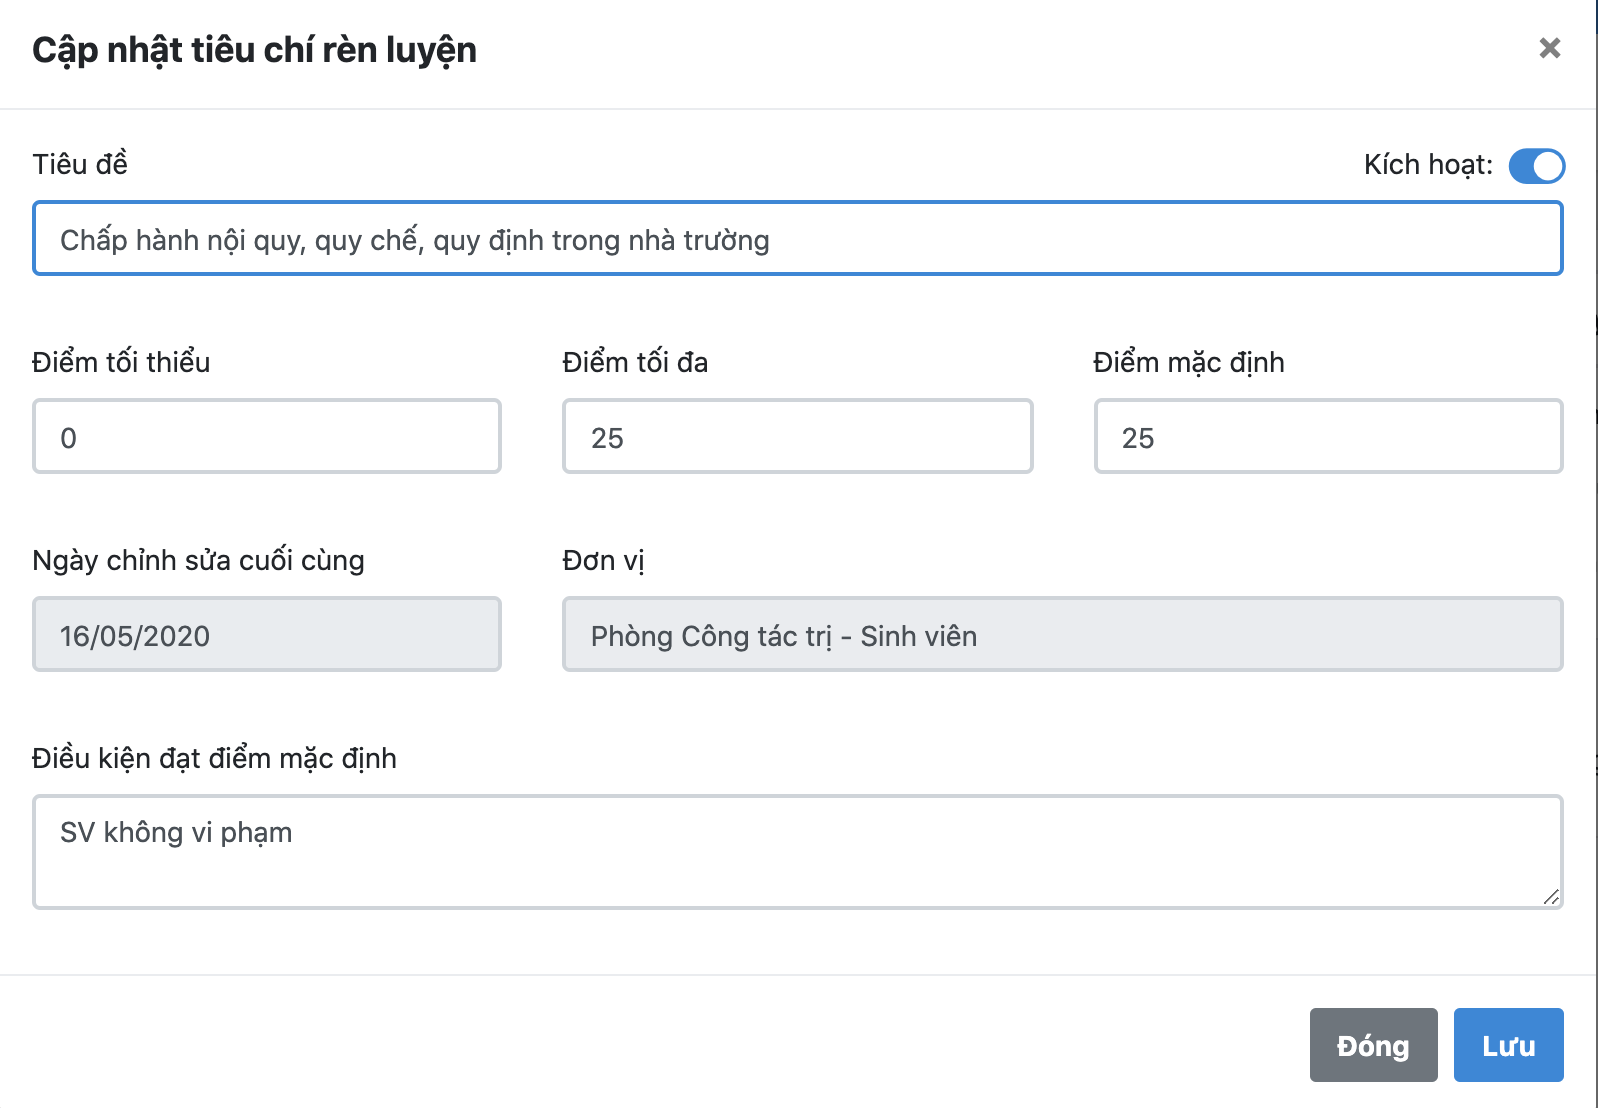 Cập nhật tiêu chí rèn luyện
Tiêu đề
Kích hoạt:
Chấp hành nội quy, quy chế, quy định trong nhà trường
Điểm tối thiểu
Điểm tối đa
Điểm mặc định
0
25
25
Ngày chỉnh sửa cuối cùng
Đơn vị
16/05/2020
Phòng Công tác trị - Sinh viên
Điều kiện đạt điểm mặc định
SV không vi phạm
Đóng
Lưu